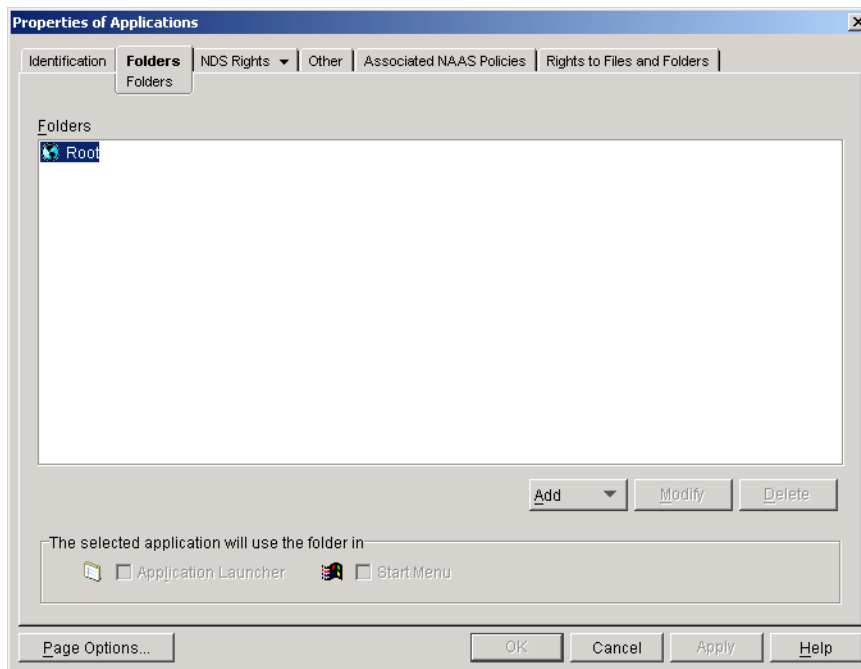 Properties of Applications
Identification Folders NDS Rights Other Associated NAAS Policies Rights to Files and Folders
Folders
Folders
Root
Add Modify Delete
The selected application will use the folder in
Application Launcher Start Menu
Page Options... OK Cancel Apply Help